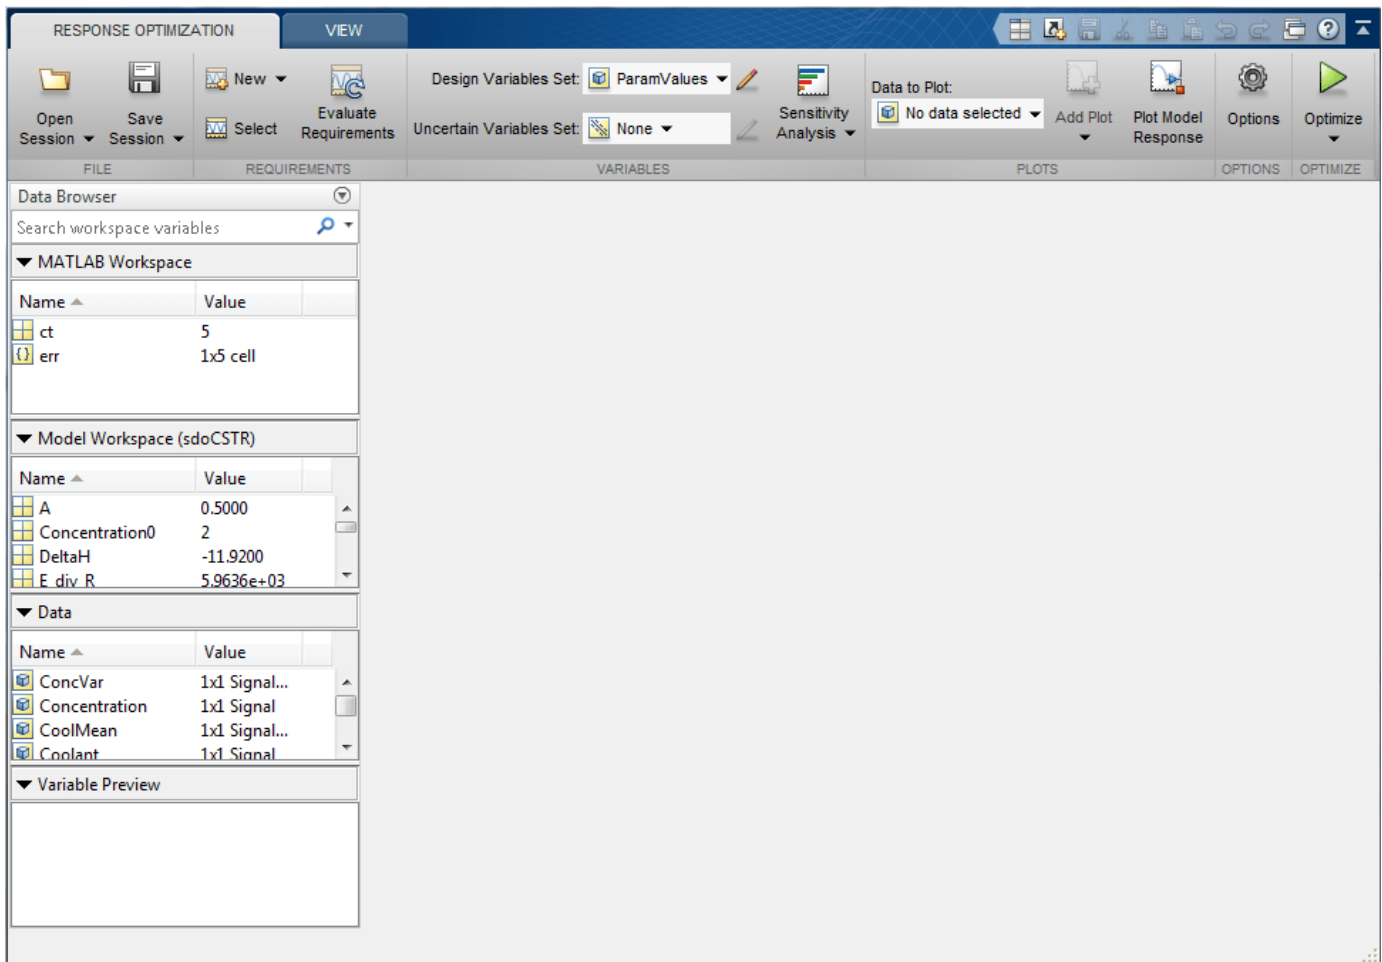 RESPONSE OPTIMIZATION VIEW
Open Session
Save Session
New
Select
Evaluate Requirements
Design Variables Set: ParamValues
Uncertain Variables Set: None
Sensitivity Analysis
Data to Plot:
No data selected
Add Plot
Plot Model Response
Options
Optimize
FILE REQUIREMENTS VARIABLES PLOTS OPTIONS OPTIMIZE
Data Browser
Search workspace variables
MATLAB Workspace
Name Value
ct 5
{} err 1x5 cell
Model Workspace (sdoCSTR)
Name Value
A 0.5000
Concentration0 2
DeltaH -11.9200
E_div_R 5.9636e+03
Data
Name Value
ConcVar 1x1 Signal...
Concentration 1x1 Signal
CoolMean 1x1 Signal...
Coolant 1x1 Signal
Variable Preview